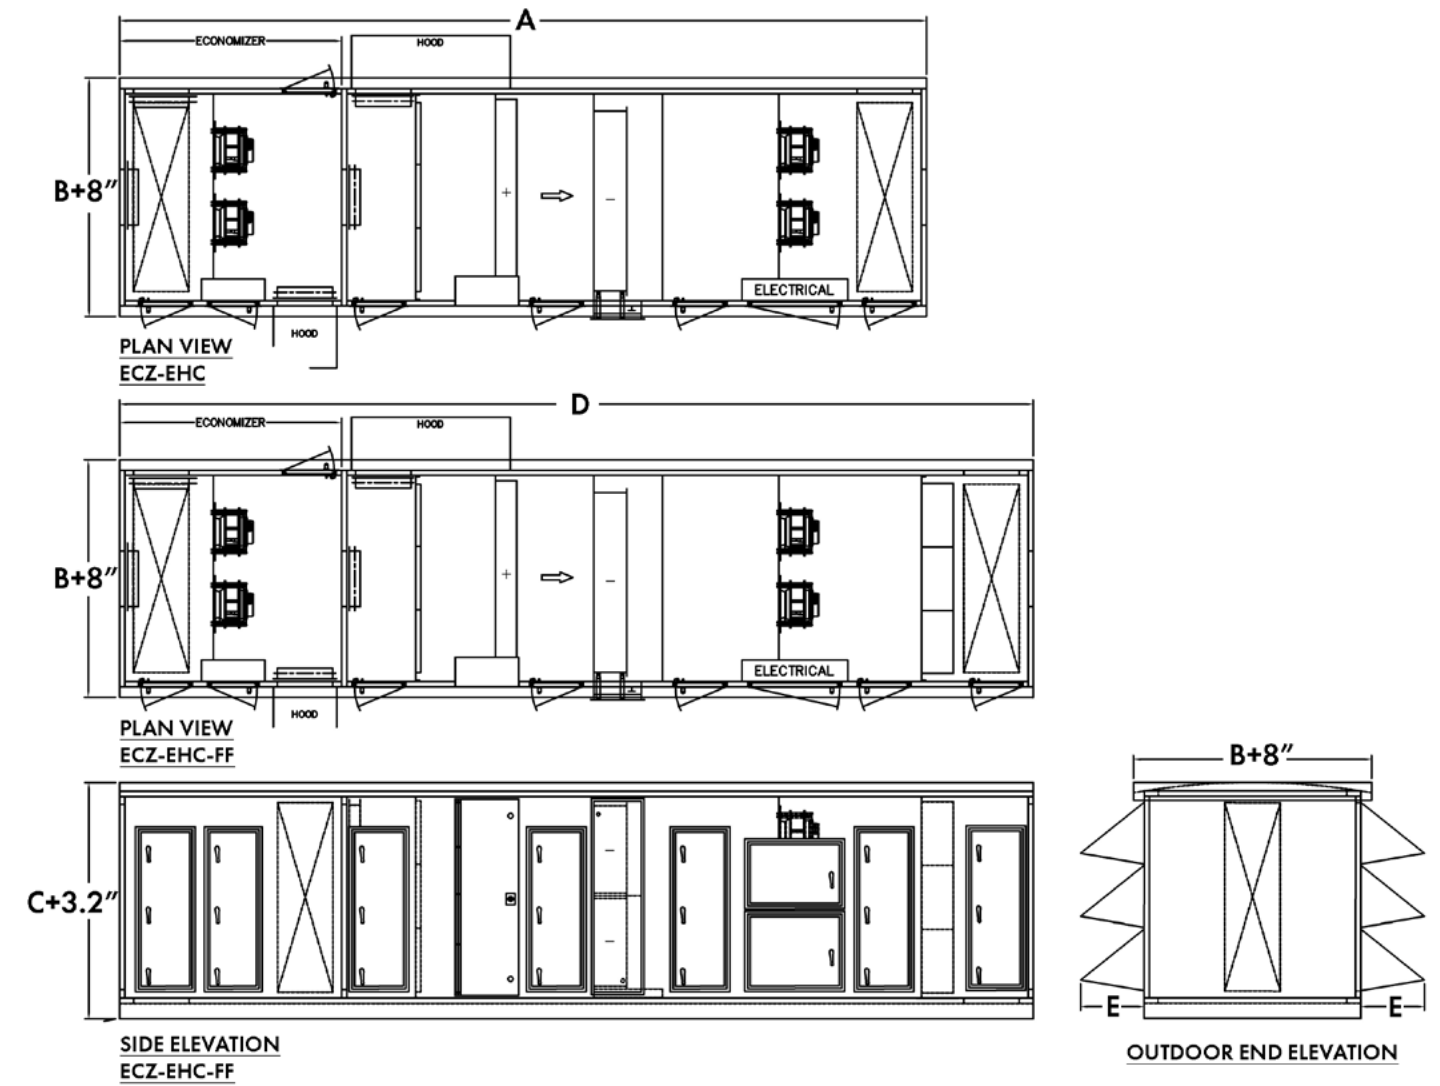 A
ECONOMIZER
HOOD
B+8″
ELECTRICAL
HOOD
PLAN VIEW
ECZ-EHC
D
ECONOMIZER
HOOD
B+8″
ELECTRICAL
HOOD
PLAN VIEW
ECZ-EHC-FF
B+8″
C+3.2″
E
E
SIDE ELEVATION
ECZ-EHC-FF
OUTDOOR END ELEVATION